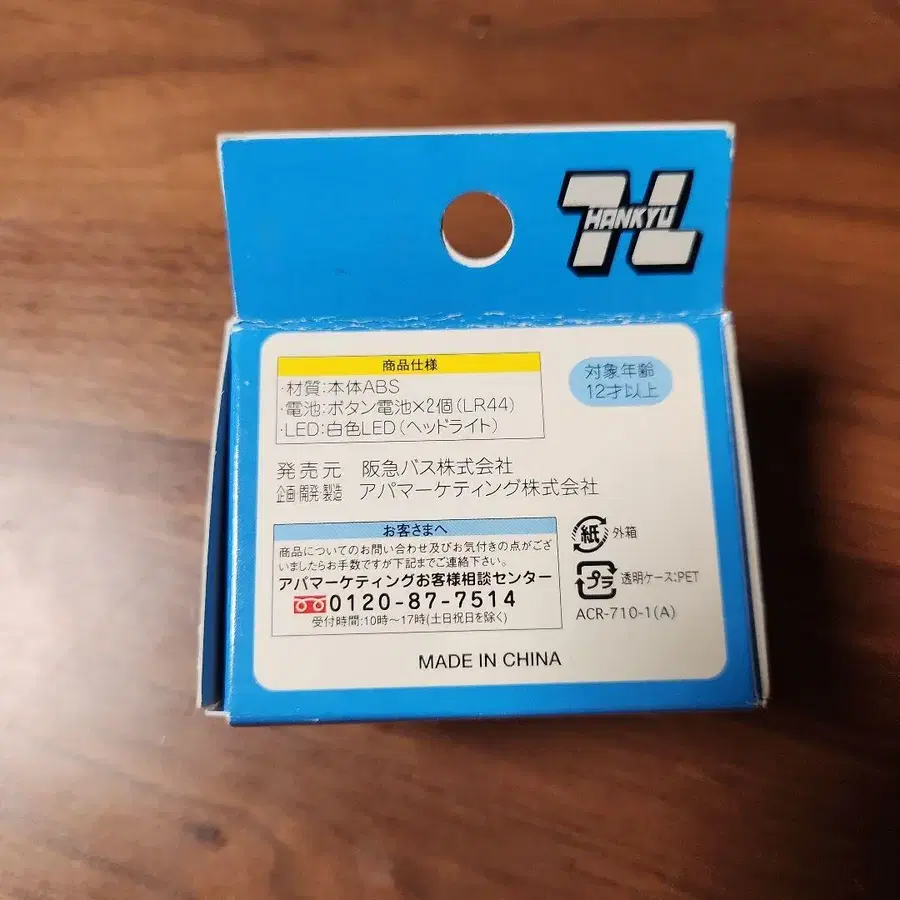 HANKYU
商品仕様
・材質:本体ABS
・電池:ボタン電池×2個(LR44)
・LED:白色LED(ヘッドライト)
対象年齢
12才以上
発売元 阪急バス株式会社
企画・開発・製造 アパマーケティング株式会社
お客さまへ
商品についてのお問い合わせ及びお気付きの点がござ
いましたらお手数ですが下記までご連絡下さい。
アパマーケティングお客様相談センター
0120-87-7514
受付時間:10時～17時(土日祝日を除く)
紙 外箱
プラ 透明ケース:PET
ACR-710-1(A)
MADE IN CHINA